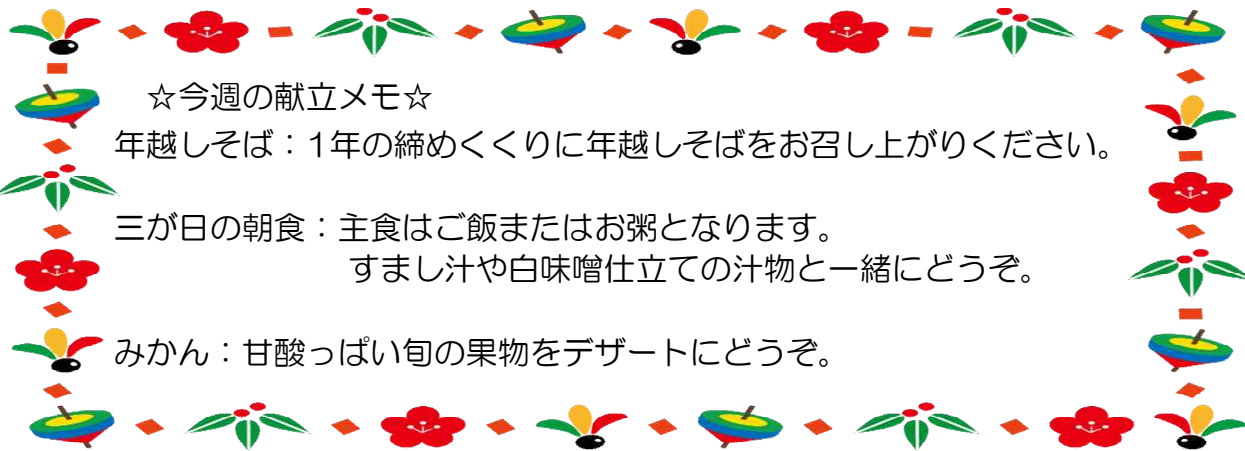 ☆今週の献立メモ☆
年越しそば：1年の締めくくりに年越しそばをお召し上がりください。
三が日の朝食：主食はご飯またはお粥となります。
すまし汁や白味噌仕立ての汁物と一緒にどうぞ。
みかん：甘酸っぱい旬の果物をデザートにどうぞ。